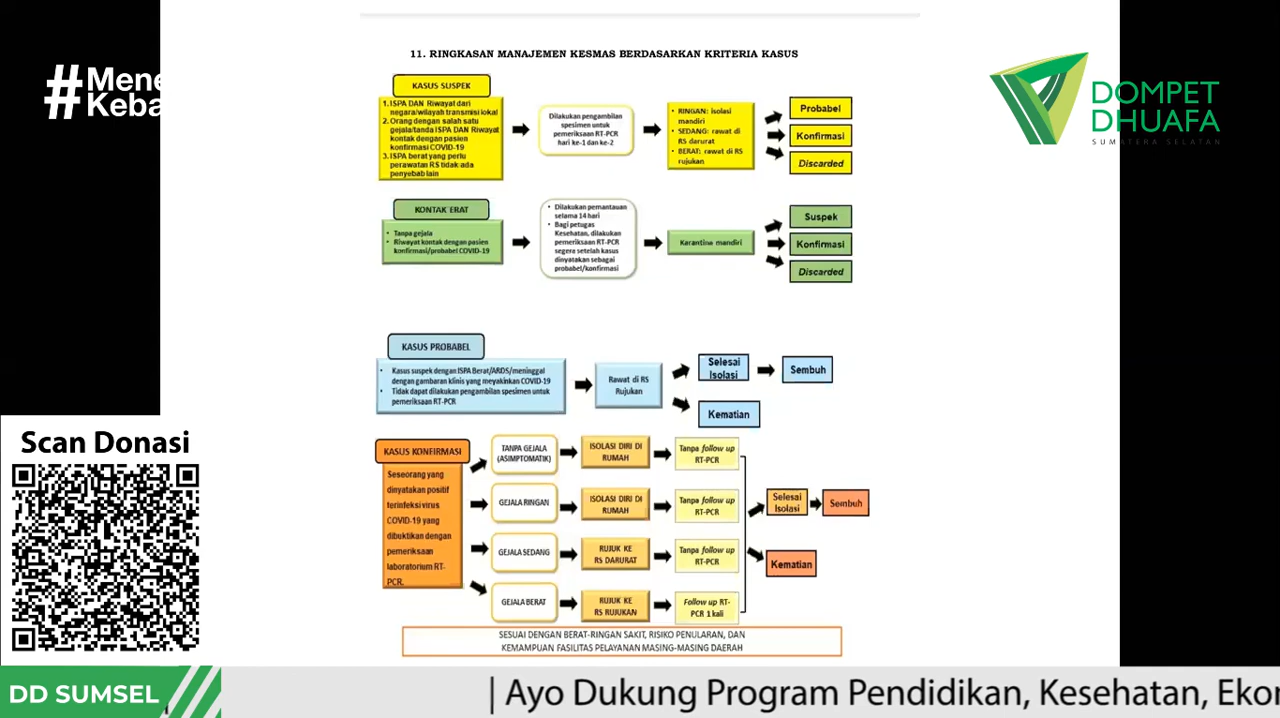 11. RINGKASAN MANAJEMEN KESMAS BERDASARKAN KRITERIA KASUS
#Mene
Keba
DOMPET
DHUAFA
SUMATERA SELATAN
KASUS SUSPEK
1. ISPA DAN Riwayat dari
negara/wilayah transmisi lokal
2. Orang dengan salah satu
gejala/tanda ISPA DAN Riwayat
kontak dengan pasien
konfirmasi COVID-19
3. ISPA berat yang perlu
perawatan RS tidak ada
penyebab lain
Dilakukan pengambilan
spesimen untuk
pemeriksaan RT-PCR
hari ke-1 dan ke-2
• RINGAN: isolasi
mandiri
• SEDANG: rawat di
RS darurat
• BERAT: rawat di RS
rujukan
Probabel
Konfirmasi
Discarded
KONTAK ERAT
• Tanpa gejala
• Riwayat kontak dengan pasien
konfirmasi/probabel COVID-19
• Dilakukan pemantauan
selama 14 hari
• Bagi petugas
Kesehatan, dilakukan
pemeriksaan RT-PCR
segera setelah kasus
dinyatakan sebagai
probabel/konfirmasi
Karantina mandiri
Suspek
Konfirmasi
Discarded
KASUS PROBABEL
• Kasus suspek dengan ISPA Berat/ARDS/meninggal
dengan gambaran klinis yang meyakinkan COVID-19
• Tidak dapat dilakukan pengambilan spesimen untuk
pemeriksaan RT-PCR
Rawat di RS
Rujukan
Selesai
Isolasi
Sembuh
Kematian
KASUS KONFIRMASI
Seseorang yang
dinyatakan positif
terinfeksi virus
COVID-19 yang
dibuktikan dengan
pemeriksaan
laboratorium RT-
PCR.
TANPA GEJALA
(ASIMPTOMATIK)
ISOLASI DIRI DI
RUMAH
Tanpa follow up
RT-PCR
GEJALA RINGAN
ISOLASI DIRI DI
RUMAH
Tanpa follow up
RT-PCR
GEJALA SEDANG
RUJUK KE
RS DARURAT
Tanpa follow up
RT-PCR
GEJALA BERAT
RUJUK KE
RS RUJUKAN
Follow up RT-
PCR 1 kali
Selesai
Isolasi
Sembuh
Kematian
SESUAI DENGAN BERAT-RINGAN SAKIT, RISIKO PENULARAN, DAN
KEMAMPUAN FASILITAS PELAYANAN MASING-MASING DAERAH
Scan Donasi
DD SUMSEL
| Ayo Dukung Program Pendidikan, Kesehatan, Ekon